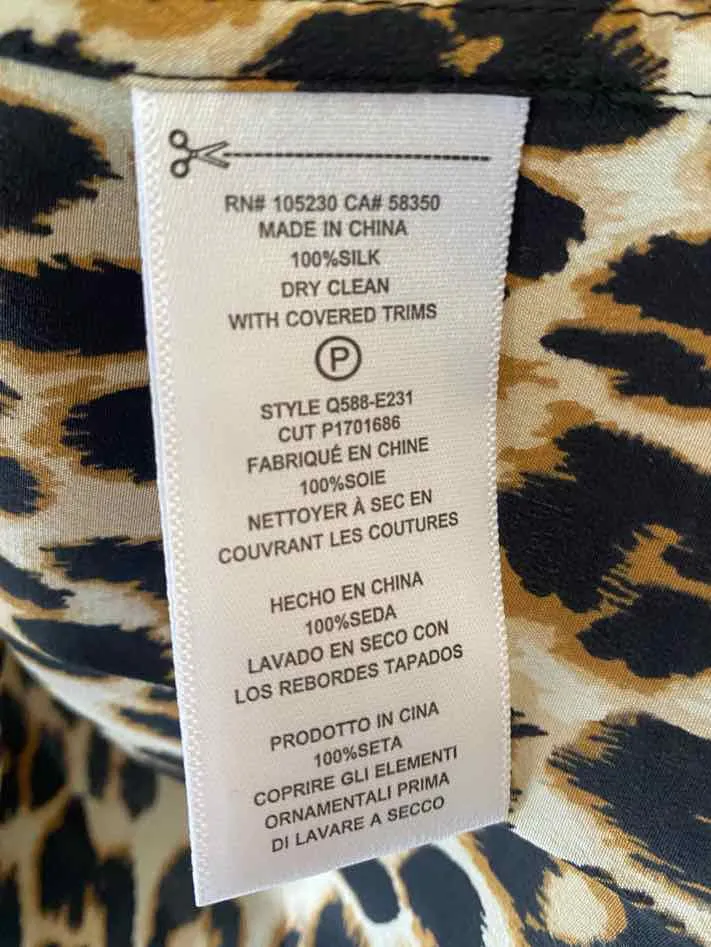 RN# 105230 CA# 58350
MADE IN CHINA
100%SILK
DRY CLEAN
WITH COVERED TRIMS
P
STYLE Q588-E231
CUT P1701686
FABRIQUÉ EN CHINE
100%SOIE
NETTOYER À SEC EN
COUVRANT LES COUTURES
HECHO EN CHINA
100%SEDA
LAVADO EN SECO CON
LOS REBORDES TAPADOS
PRODOTTO IN CINA
100%SETA
COPRIRE GLI ELEMENTI
ORNAMENTALI PRIMA
DI LAVARE A SECCO